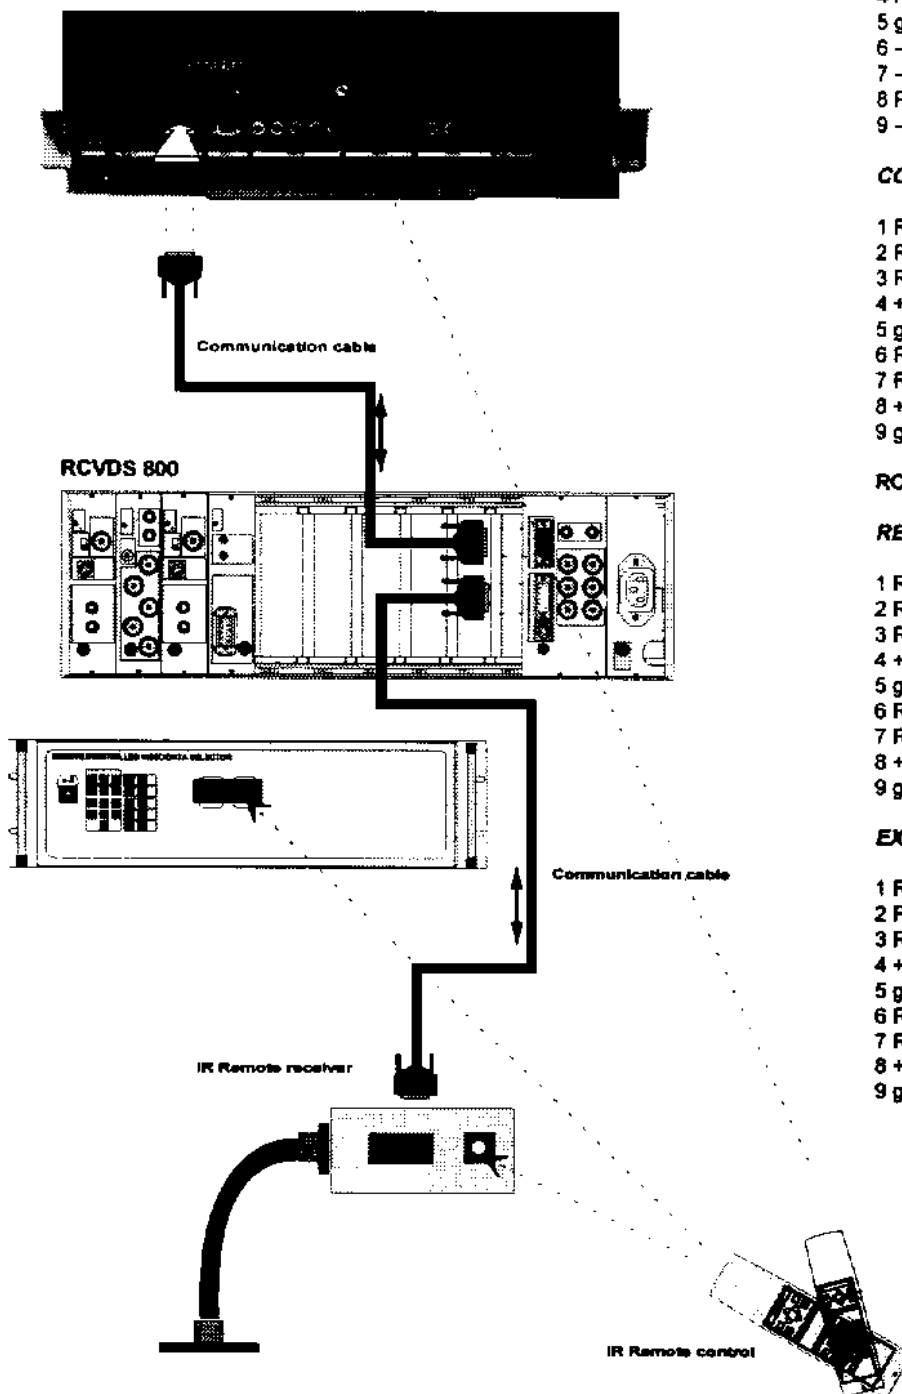 Communication cable
RCVDS 800
Communication cable
IR Remote receiver
IR Remote control
5 g
6 -
7 -
8 F
9 -
CO
1 R
2 R
3 R
4 +
5 g
6 R
7 R
8 +
9 g
RC
RE
1 R
2 R
3 R
4 +
5 g
6 R
7 R
8 +
9 g
EX
1 R
2 R
3 R
4 +
5 g
6 R
7 R
8 +
9 g